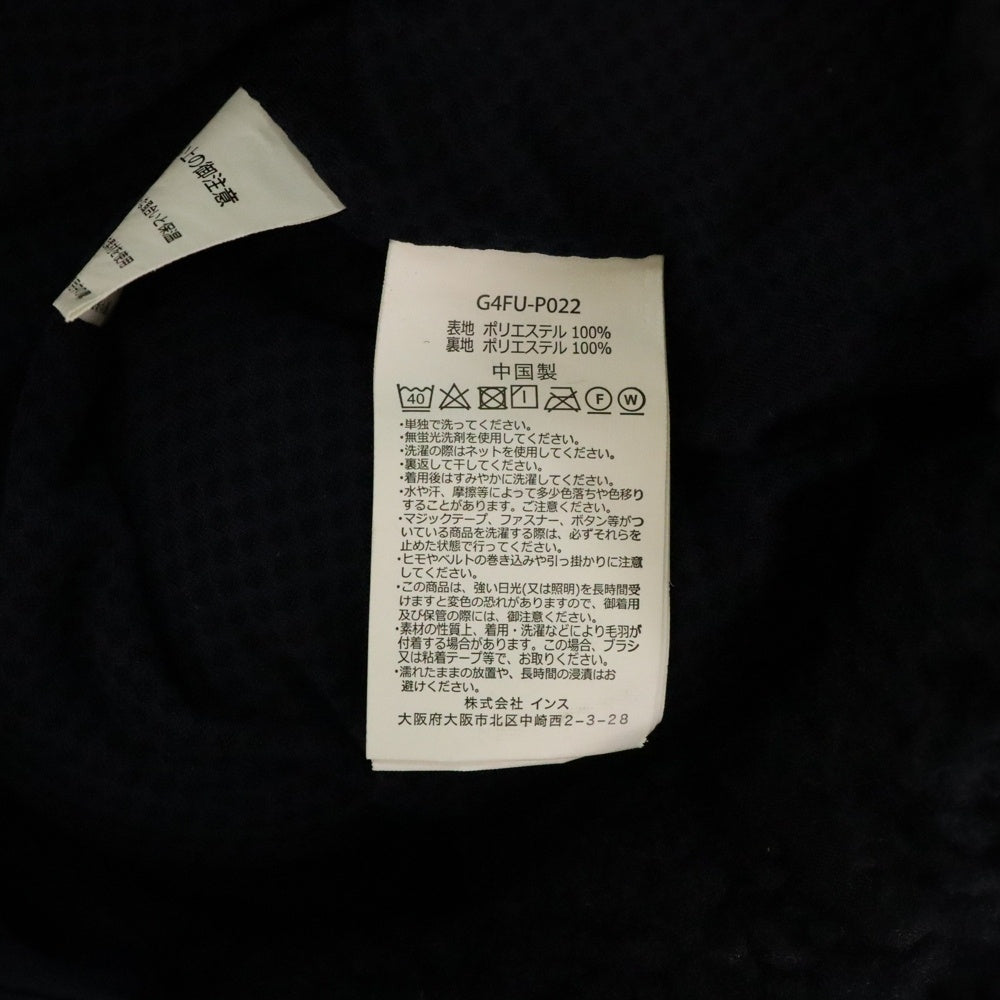 上の御注意
風合いと保温
を使用
G4FU-P022
表地 ポリエステル 100%
裏地 ポリエステル 100%
中国製
40 F W
・単独で洗ってください。
・無蛍光洗剤を使用してください。
・洗濯の際はネットを使用してください。
・裏返して干してください。
・着用後はすみやかに洗濯してください。
・水や汗、摩擦等によって多少色落ちや色移り
することがあります。ご注意ください。
・マジックテープ、ファスナー、ボタン等がつ
いている商品を洗濯する際は、必ずそれらを
止めた状態で行ってください。
・ヒモやベルトの巻き込みや引っ掛かりに注意
してください。
・この商品は、強い日光(又は照明)を長時間受
けますと変色の恐れがありますので、御着用
及び保管の際には、御注意ください。
・素材の性質上、着用・洗濯などにより毛羽が
付着する場合があります。この場合、ブラシ
又は粘着テープ等で、お取りください。
・濡れたままの放置や、長時間の浸漬はお
避けください。
株式会社 インス
大阪府大阪市北区中崎西2-3-28